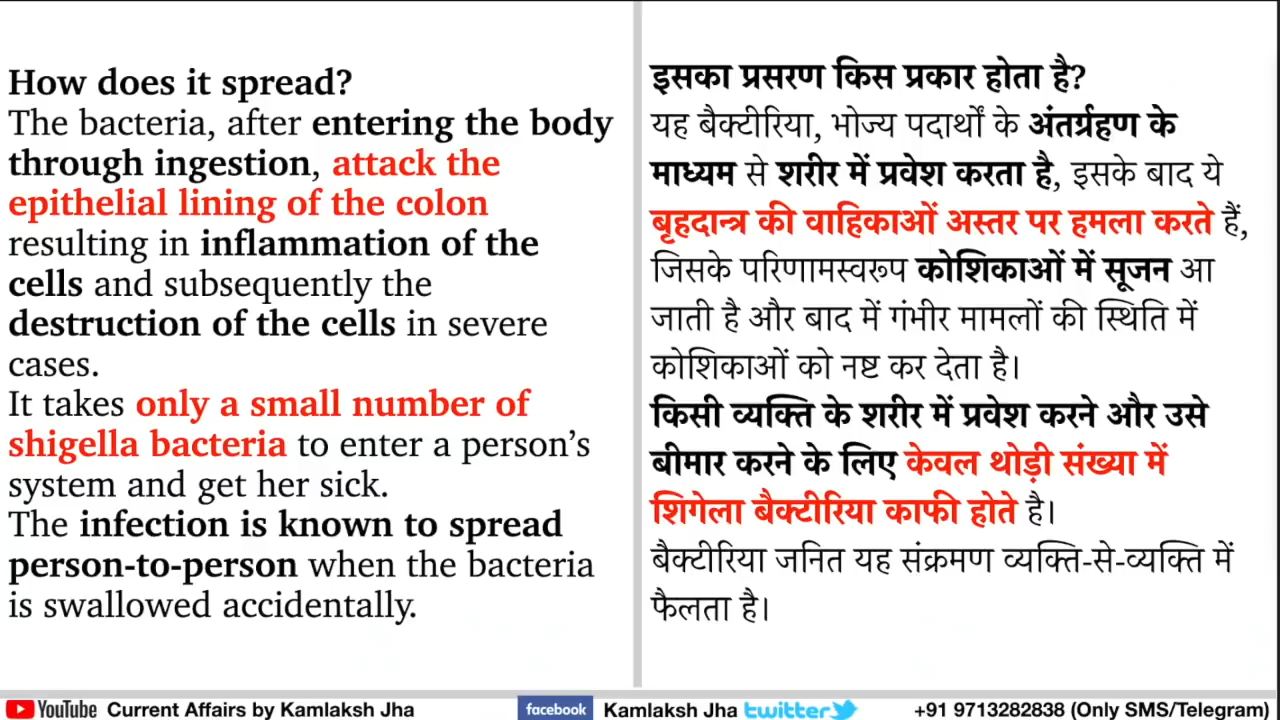 How does it spread?
The bacteria, after entering the body
through ingestion, attack the
epithelial lining of the colon
resulting in inflammation of the
cells and subsequently the
destruction of the cells in severe
cases.
It takes only a small number of
shigella bacteria to enter a person’s
system and get her sick.
The infection is known to spread
person-to-person when the bacteria
is swallowed accidentally.
इसका प्रसरण किस प्रकार होता है?
यह बैक्टीरिया, भोज्य पदार्थों के अंतर्ग्रहण के
माध्यम से शरीर में प्रवेश करता है, इसके बाद ये
बृहदान्त्र की वाहिकाओं अस्तर पर हमला करते हैं,
जिसके परिणामस्वरूप कोशिकाओं में सूजन आ
जाती है और बाद में गंभीर मामलों की स्थिति में
कोशिकाओं को नष्ट कर देता है।
किसी व्यक्ति के शरीर में प्रवेश करने और उसे
बीमार करने के लिए केवल थोड़ी संख्या में
शिगेला बैक्टीरिया काफी होते है।
बैक्टीरिया जनित यह संक्रमण व्यक्ति-से-व्यक्ति में
फैलता है।
YouTube Current Affairs by Kamlaksh Jha facebook Kamlaksh Jha twitter +91 9713282838 (Only SMS/Telegram)